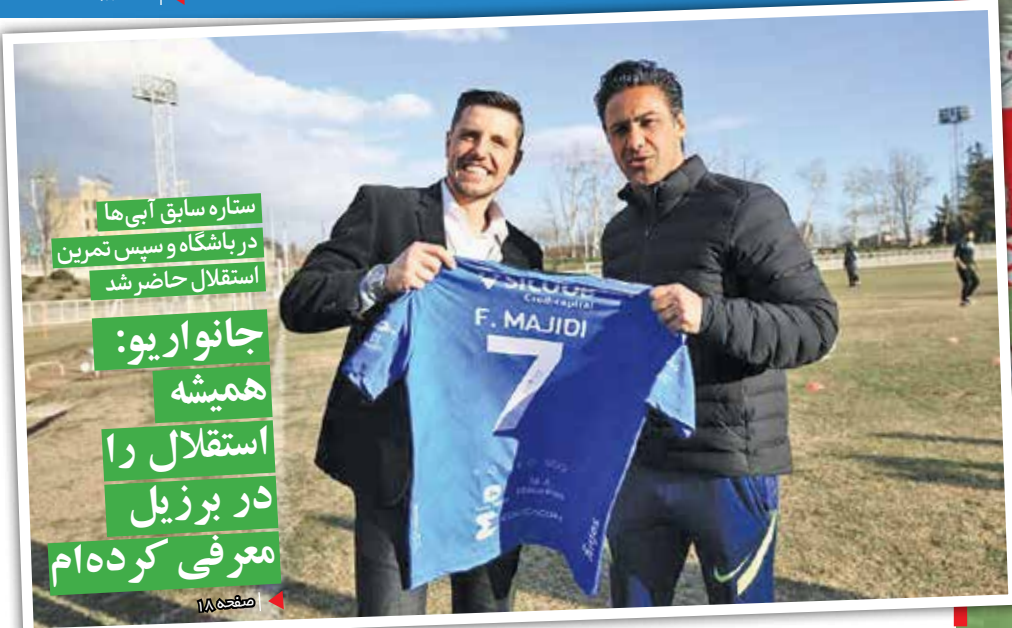 ستاره سابق آبی‌ها
در باشگاه و سپس تمرین
استقلال حاضر شد
جانواریو:
همیشه
استقلال را
در برزیل
معرفی کرده‌ام
صفحه ۱۸
Credcapital
F. MAJIDI
7